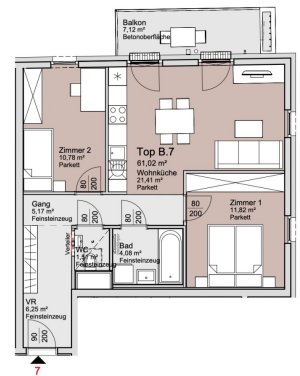 Balkon
7,12 m²
Betonoberfläche
Zimmer 2
10,78 m²
Parkett
Top B.7
61,02 m²
Wohnküche
21,41 m²
Parkett
80
200
Gang
5,17 m²
Feinsteinzeug
80
200
80
200
80
200
Zimmer 1
11,82 m²
Parkett
Verteiler
WC
1,51 m²
Feinsteinzeug
Bad
4,08 m²
Feinsteinzeug
VR
6,25 m²
Feinsteinzeug
90
200
7